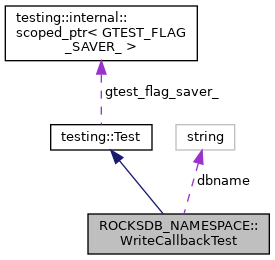 testing::internal::
scoped_ptr< GTEST_FLAG
_SAVER_ >
gtest_flag_saver_
testing::Test
string
dbname
ROCKSDB_NAMESPACE::
WriteCallbackTest